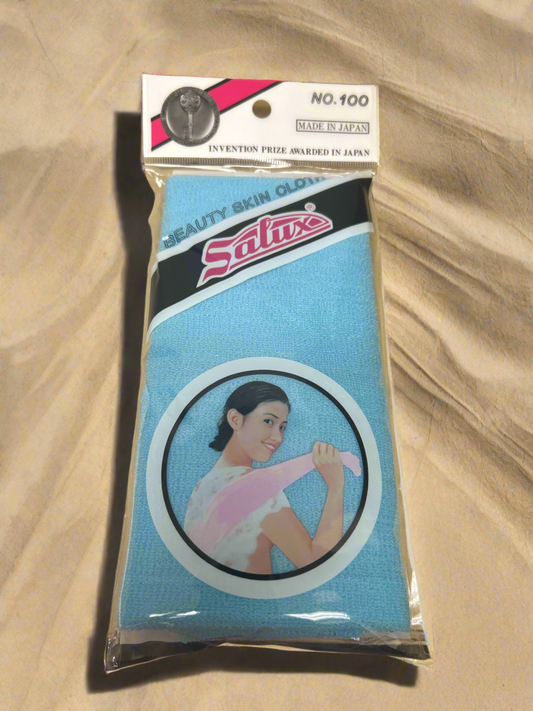 NO.100
MADE IN JAPAN
INVENTION PRIZE AWARDED IN JAPAN
BEAUTY SKIN CLOTH
Salux®